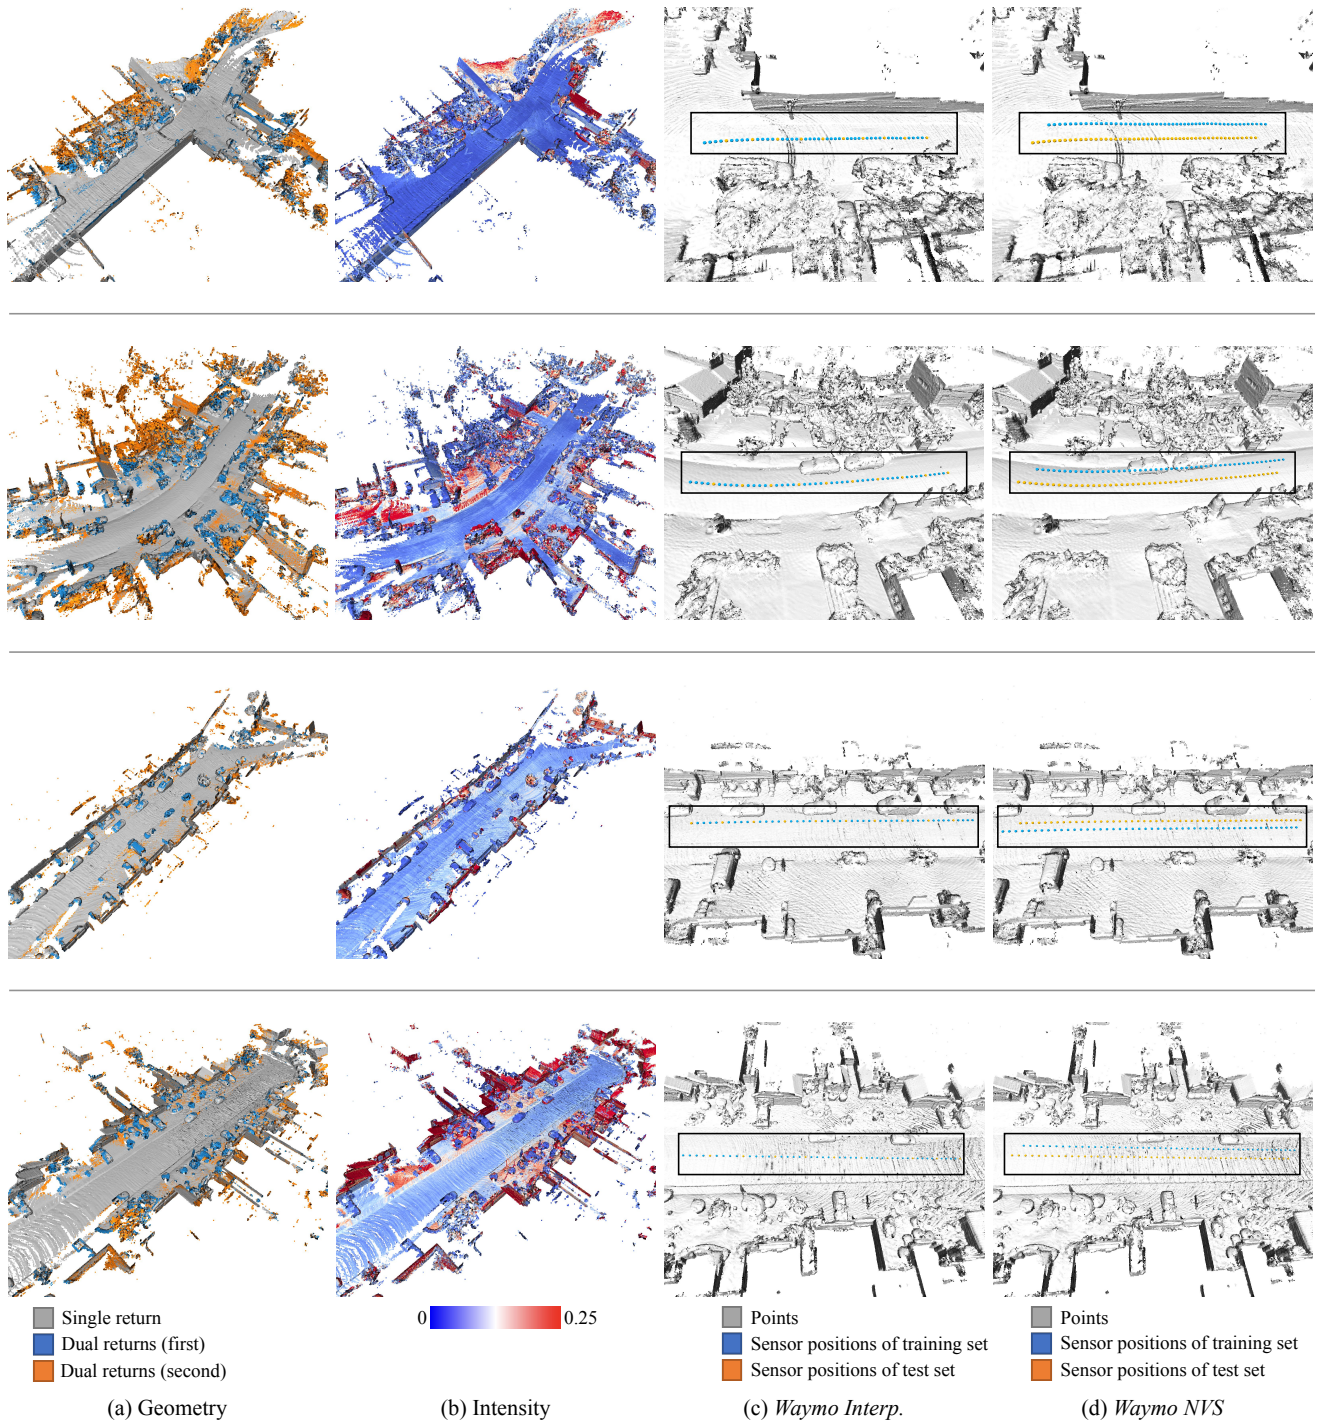 Single return
Dual returns (first)
Dual returns (second)
0 0.25
Points
Sensor positions of training set
Sensor positions of test set
Points
Sensor positions of training set
Sensor positions of test set
(a) Geometry
(b) Intensity
(c) Waymo Interp.
(d) Waymo NVS